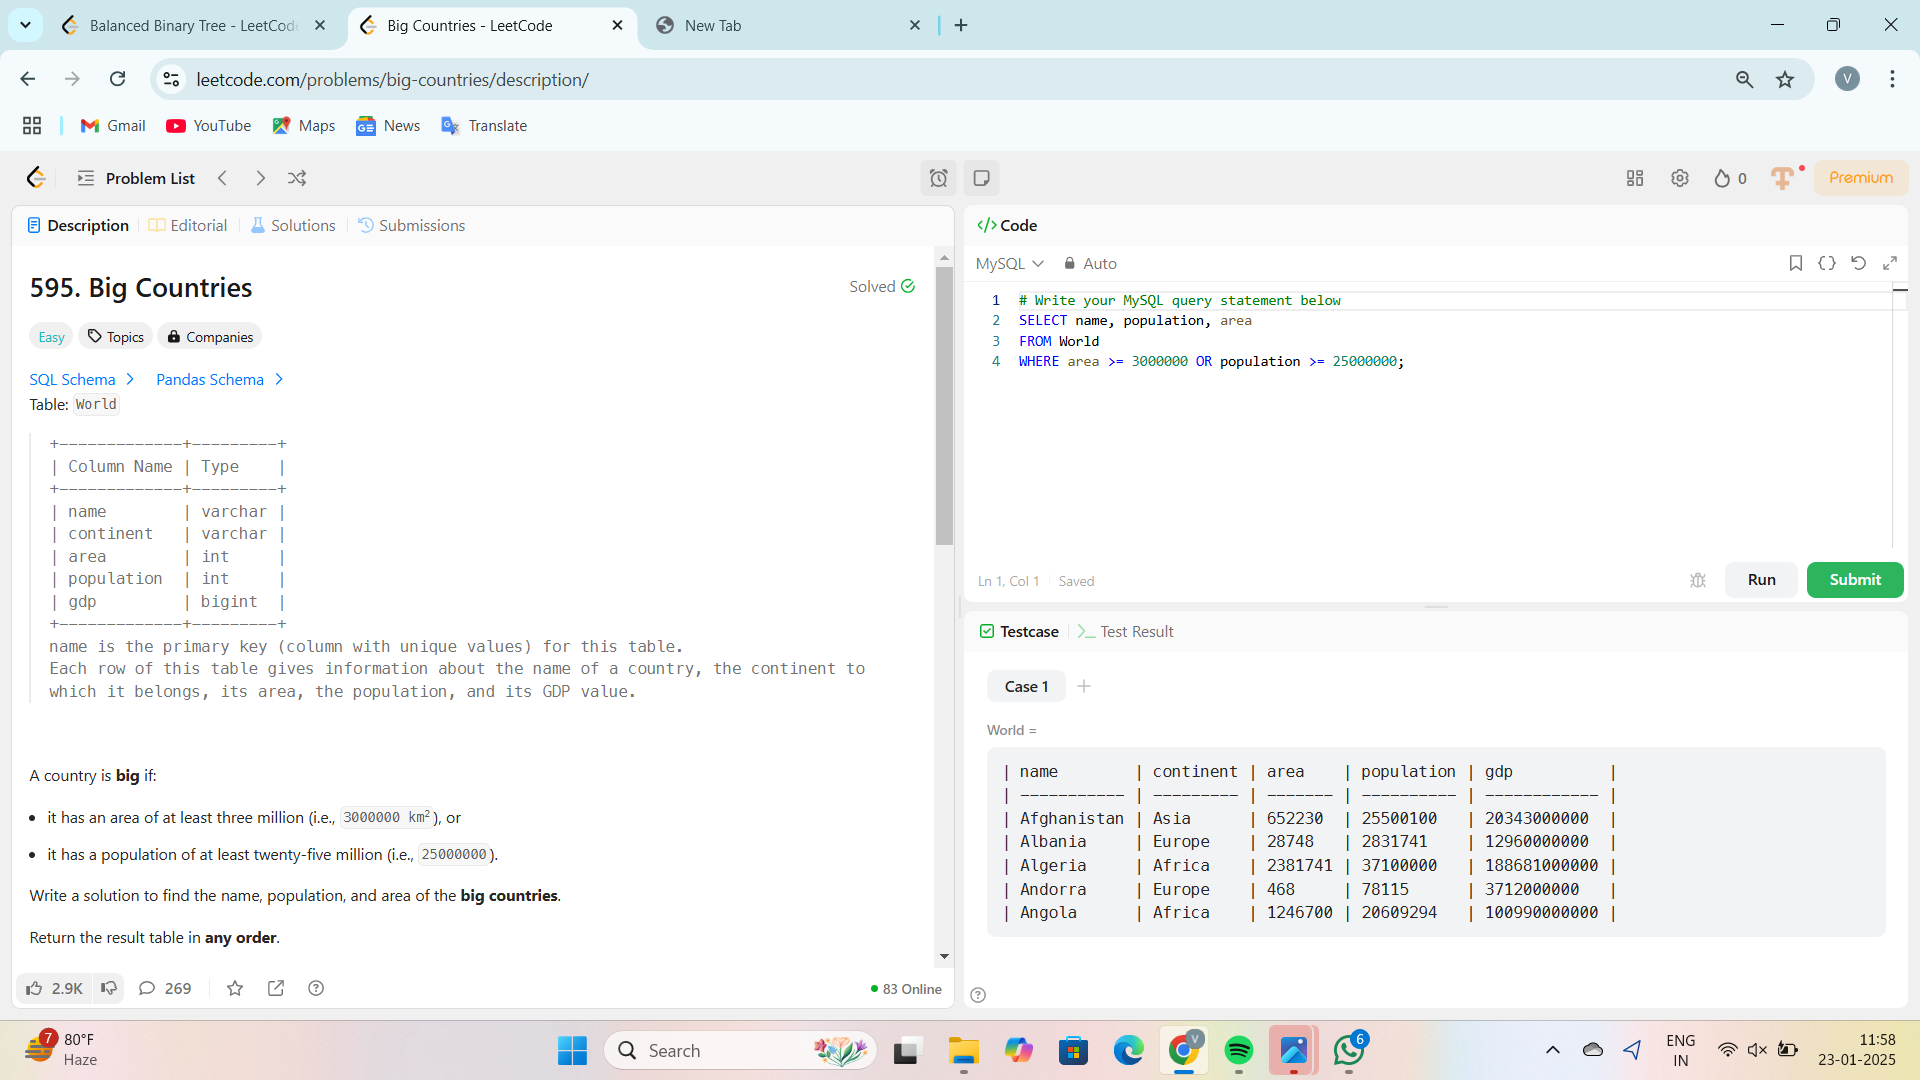 Balanced Binary Tree - LeetCode
Big Countries - LeetCode
New Tab
leetcode.com/problems/big-countries/description/
V
Gmail
YouTube
Maps
News
Translate
Problem List
0
Premium
Description
Editorial
Solutions
Submissions
595. Big Countries
Solved
Easy
Topics
Companies
SQL Schema
Pandas Schema
Table: World
+-------------+---------+
| Column Name | Type    |
+-------------+---------+
| name        | varchar |
| continent   | varchar |
| area        | int     |
| population  | int     |
| gdp         | bigint  |
+-------------+---------+
name is the primary key (column with unique values) for this table.
Each row of this table gives information about the name of a country, the continent to
which it belongs, its area, the population, and its GDP value.
A country is big if:
• it has an area of at least three million (i.e., 3000000 km²), or
• it has a population of at least twenty-five million (i.e., 25000000).
Write a solution to find the name, population, and area of the big countries.
Return the result table in any order.
2.9K
269
83 Online
</> Code
MySQL
Auto
1 # Write your MySQL query statement below
2 SELECT name, population, area
3 FROM World
4 WHERE area >= 3000000 OR population >= 25000000;
Ln 1, Col 1
Saved
Run
Submit
Testcase
>_ Test Result
Case 1
World =
| name        | continent | area    | population | gdp          |
| ----------- | --------- | ------- | ---------- | ------------ |
| Afghanistan | Asia      | 652230  | 25500100   | 20343000000  |
| Albania     | Europe    | 28748   | 2831741    | 12960000000  |
| Algeria     | Africa    | 2381741 | 37100000   | 188681000000 |
| Andorra     | Europe    | 468     | 78115      | 3712000000   |
| Angola      | Africa    | 1246700 | 20609294   | 100990000000 |
7
80°F
Haze
Search
V
6
ENG
IN
11:58
23-01-2025